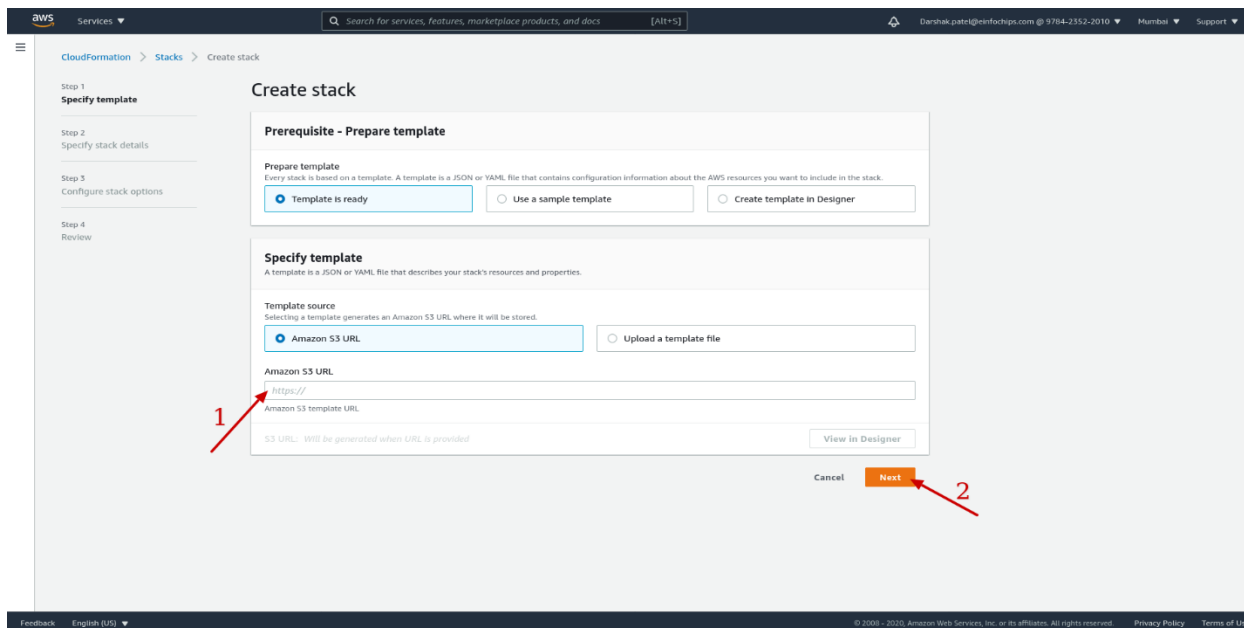 aws Services ▼ Search for services, features, marketplace products, and docs [Alt+S] Darshak.patel@einfochips.com @ 9784-2352-2010 ▼ Mumbai ▼ Support ▼
CloudFormation > Stacks > Create stack
Step 1
Specify template
Step 2
Specify stack details
Step 3
Configure stack options
Step 4
Review
Create stack
Prerequisite - Prepare template
Prepare template
Every stack is based on a template. A template is a JSON or YAML file that contains configuration information about the AWS resources you want to include in the stack.
Template is ready Use a sample template Create template in Designer
Specify template
A template is a JSON or YAML file that describes your stack's resources and properties.
Template source
Selecting a template generates an Amazon S3 URL where it will be stored.
Amazon S3 URL Upload a template file
Amazon S3 URL
https://
Amazon S3 template URL
1
S3 URL: Will be generated when URL is provided View in Designer
Cancel Next
2
Feedback English (US) ▼ © 2008 - 2020, Amazon Web Services, Inc. or its affiliates. All rights reserved. Privacy Policy Terms of U